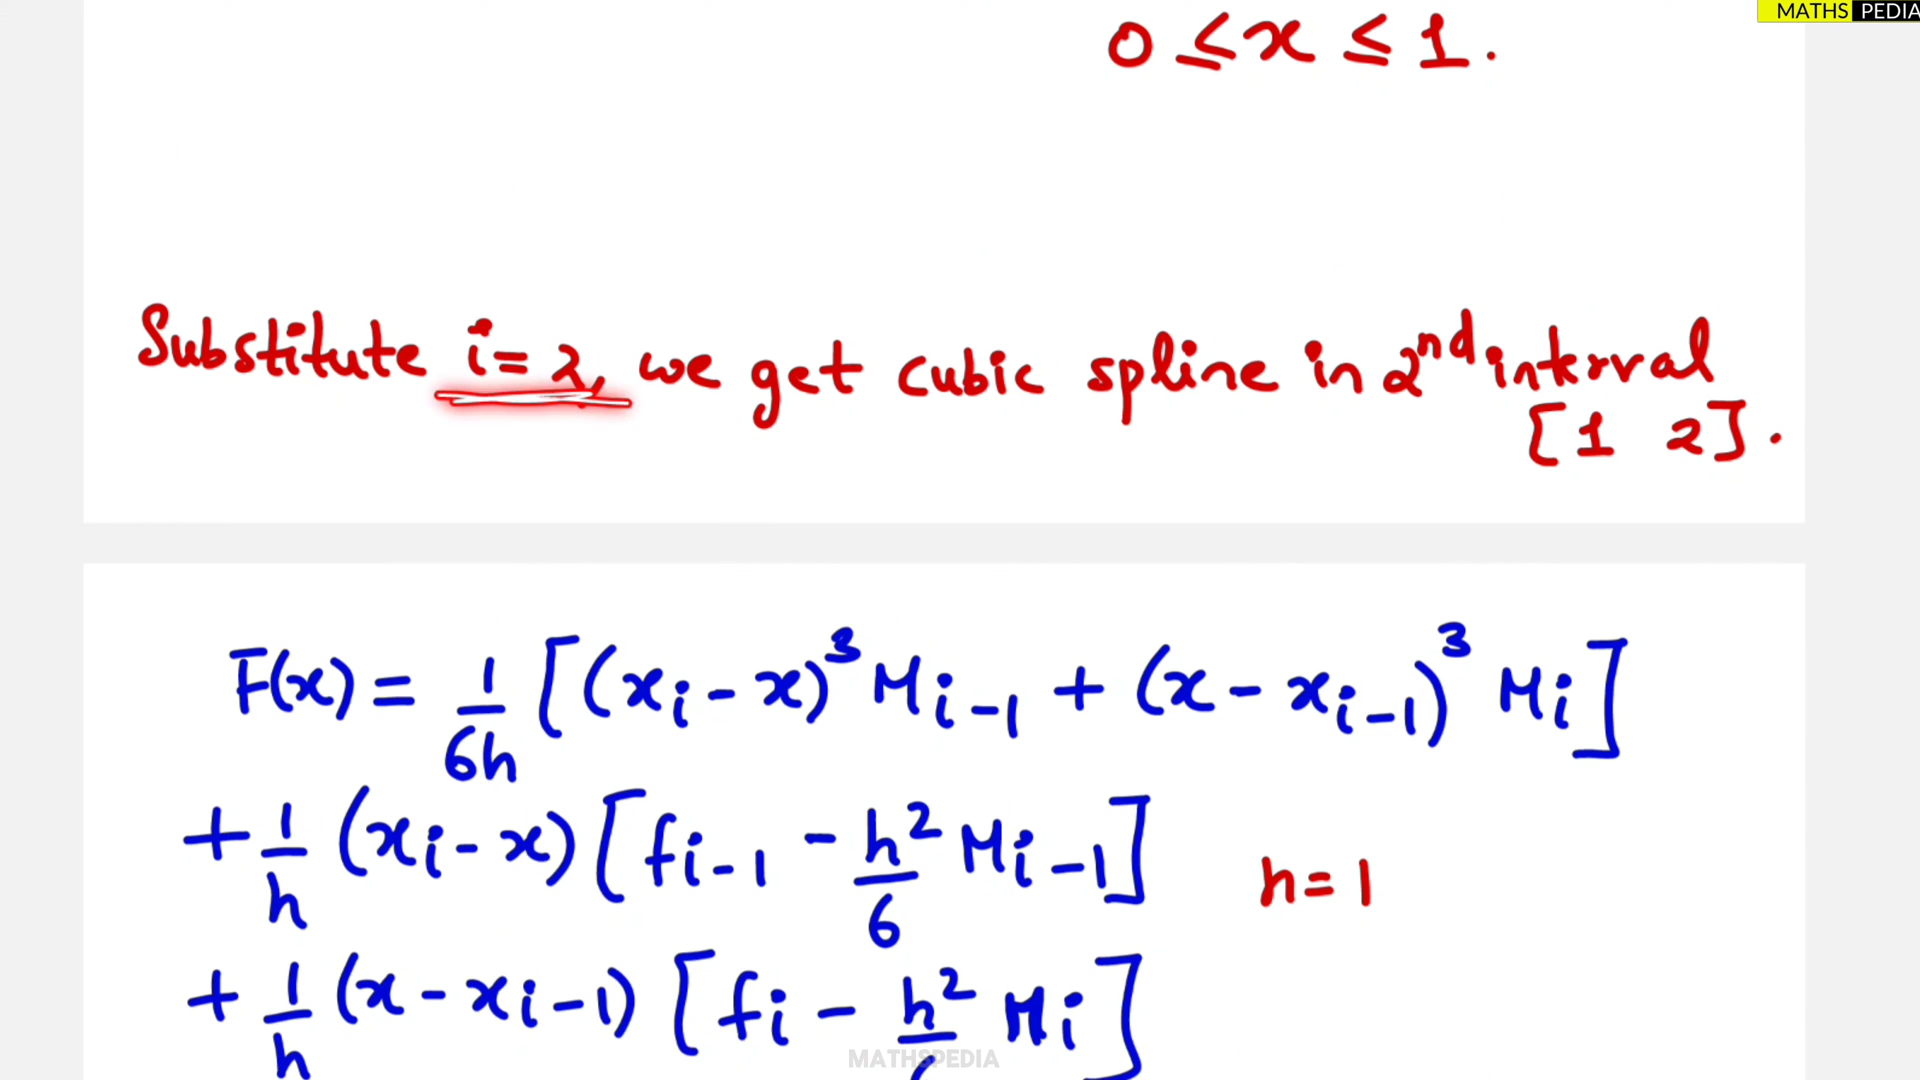 MATHS PEDIA
0 ≤ x ≤ 1.
Substitute i = 2, we get cubic spline in 2nd interval
[1 2].
F(x) = 1/6h [(xi - x)³ Mi-1 + (x - xi-1)³ Mi]
+ 1/h (xi - x) [fi-1 - h²/6 Mi-1]
h = 1
+ 1/h (x - xi-1) [fi - h²/ Mi]
MATHSPEDIA